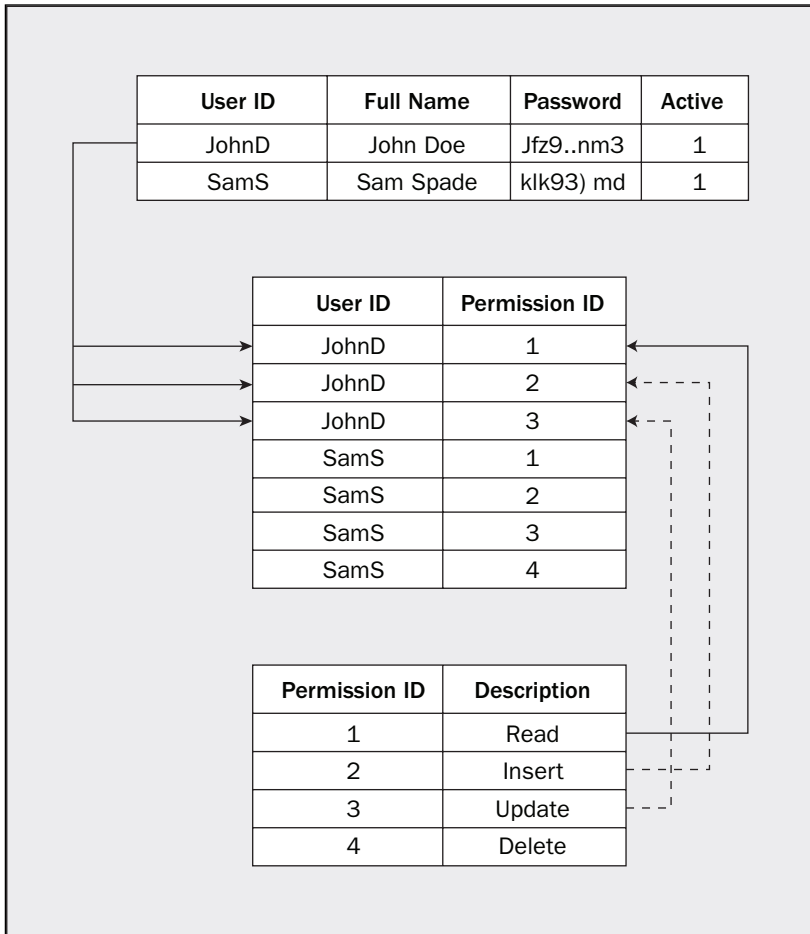 User ID Full Name Password Active
JohnD John Doe Jfz9..nm3 1
SamS Sam Spade klk93) md 1
User ID Permission ID
JohnD 1
JohnD 2
JohnD 3
SamS 1
SamS 2
SamS 3
SamS 4
Permission ID Description
1 Read
2 Insert
3 Update
4 Delete